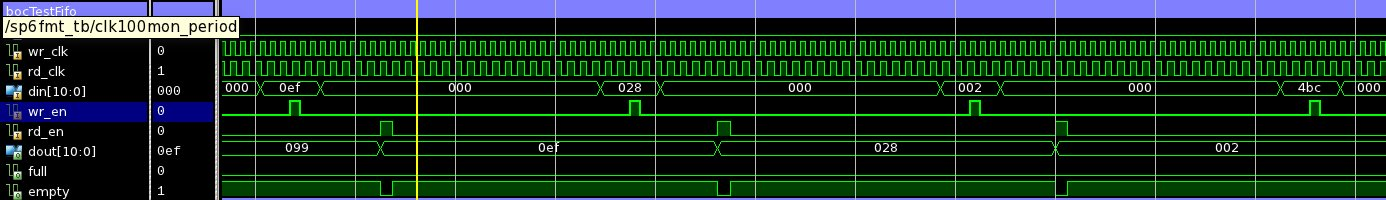 bocTestFifo
/sp6fmt_tb/clk100mon_period
wr_clk 0
rd_clk 1
din[10:0] 000 000 0ef 000 028 000 002 000 4bc 000
wr_en 0
rd_en 0
dout[10:0] 0ef 099 0ef 028 002
full 0
empty 1